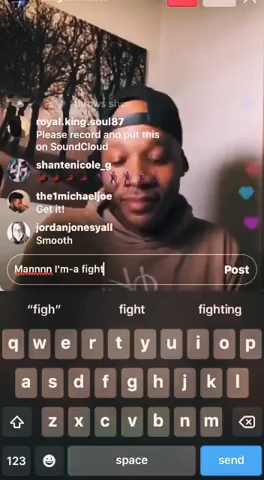 royal.king.soul87
Please record and put this
on SoundCloud
shantenicole_g
the1michaeljoe
Get it!
jordanjonesyall
Smooth
Mannnn I'm-a fight
Post
“figh” fight fighting
q w e r t y u i o p
a s d f g h j k l
z x c v b n m
123 space send